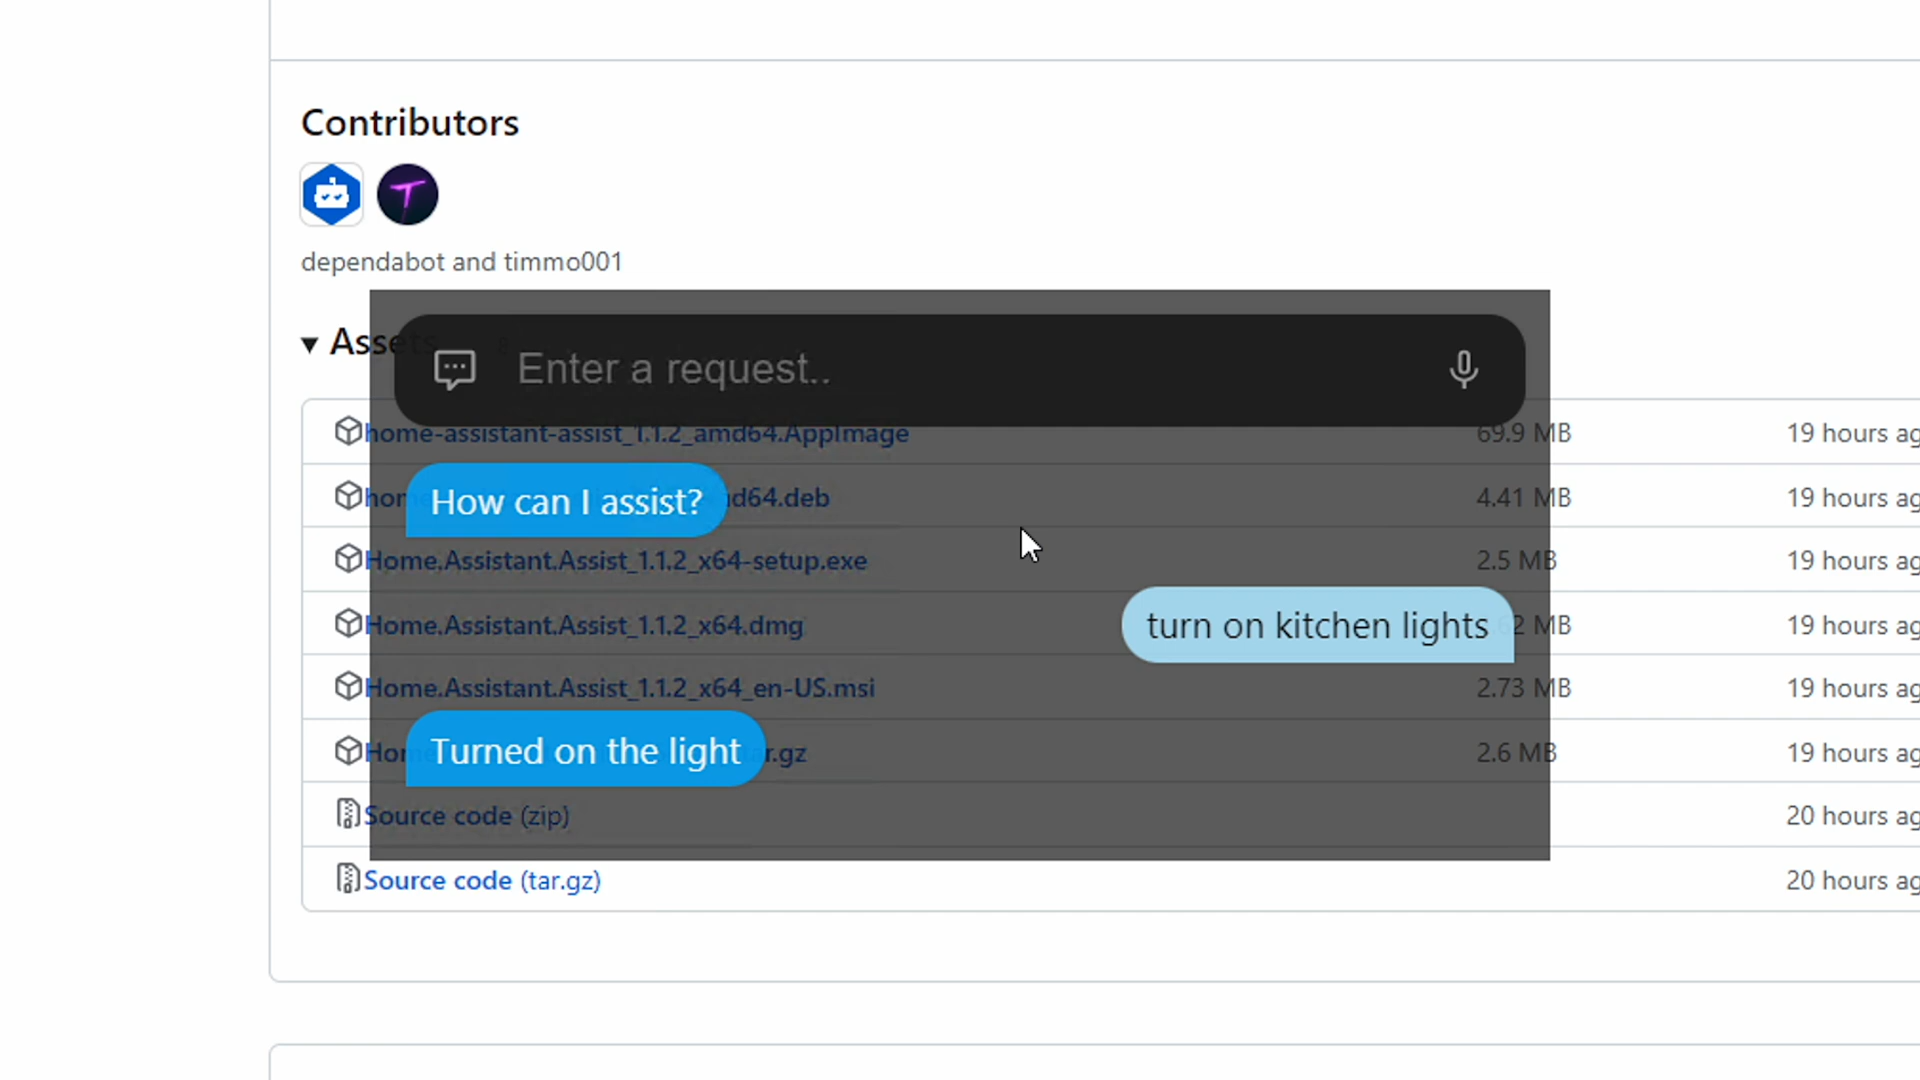 Contributors
dependabot and timmo001
Assets
Enter a request..
home-assistant-assist_1.1.2_amd64.AppImage 69.9 MB 19 hours ag
How can I assist?
hom d64.deb 4.41 MB 19 hours ag
Home.Assistant.Assist_1.1.2_x64-setup.exe 2.5 MB 19 hours ag
turn on kitchen lights
Home.Assistant.Assist_1.1.2_x64.dmg 2 MB 19 hours ag
Home.Assistant.Assist_1.1.2_x64_en-US.msi 2.73 MB 19 hours ag
Turned on the light
Hom ar.gz 2.6 MB 19 hours ag
Source code (zip) 20 hours ag
Source code (tar.gz) 20 hours ag